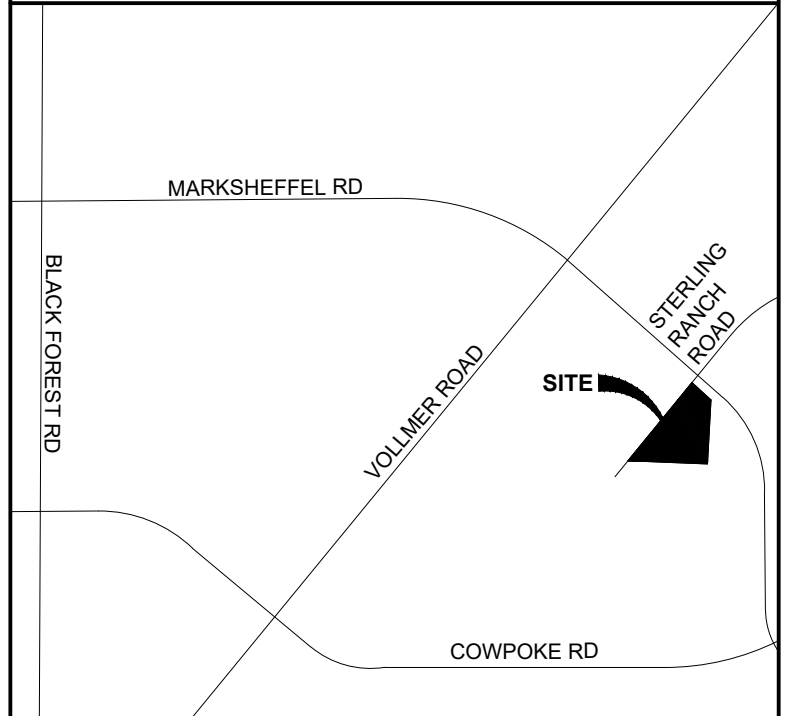 MARKSHEFFEL RD
STERLING
RANCH
ROAD
BLACK FOREST RD
VOLLMER ROAD
SITE
COWPOKE RD